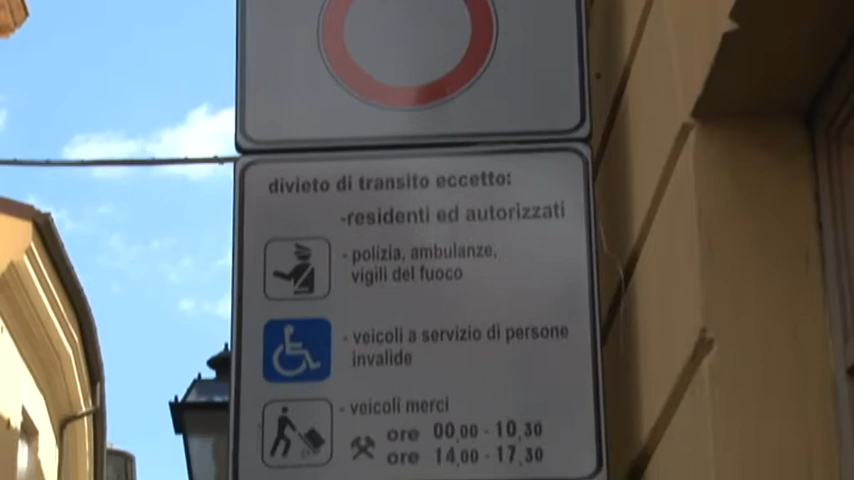 divieto di transito eccetto:
-residenti ed autorizzati
- polizia, ambulanze,
vigili del fuoco
- veicoli a servizio di persone
invalide
- veicoli merci
ore 00,00 - 10,30
ore 14,00 - 17,30